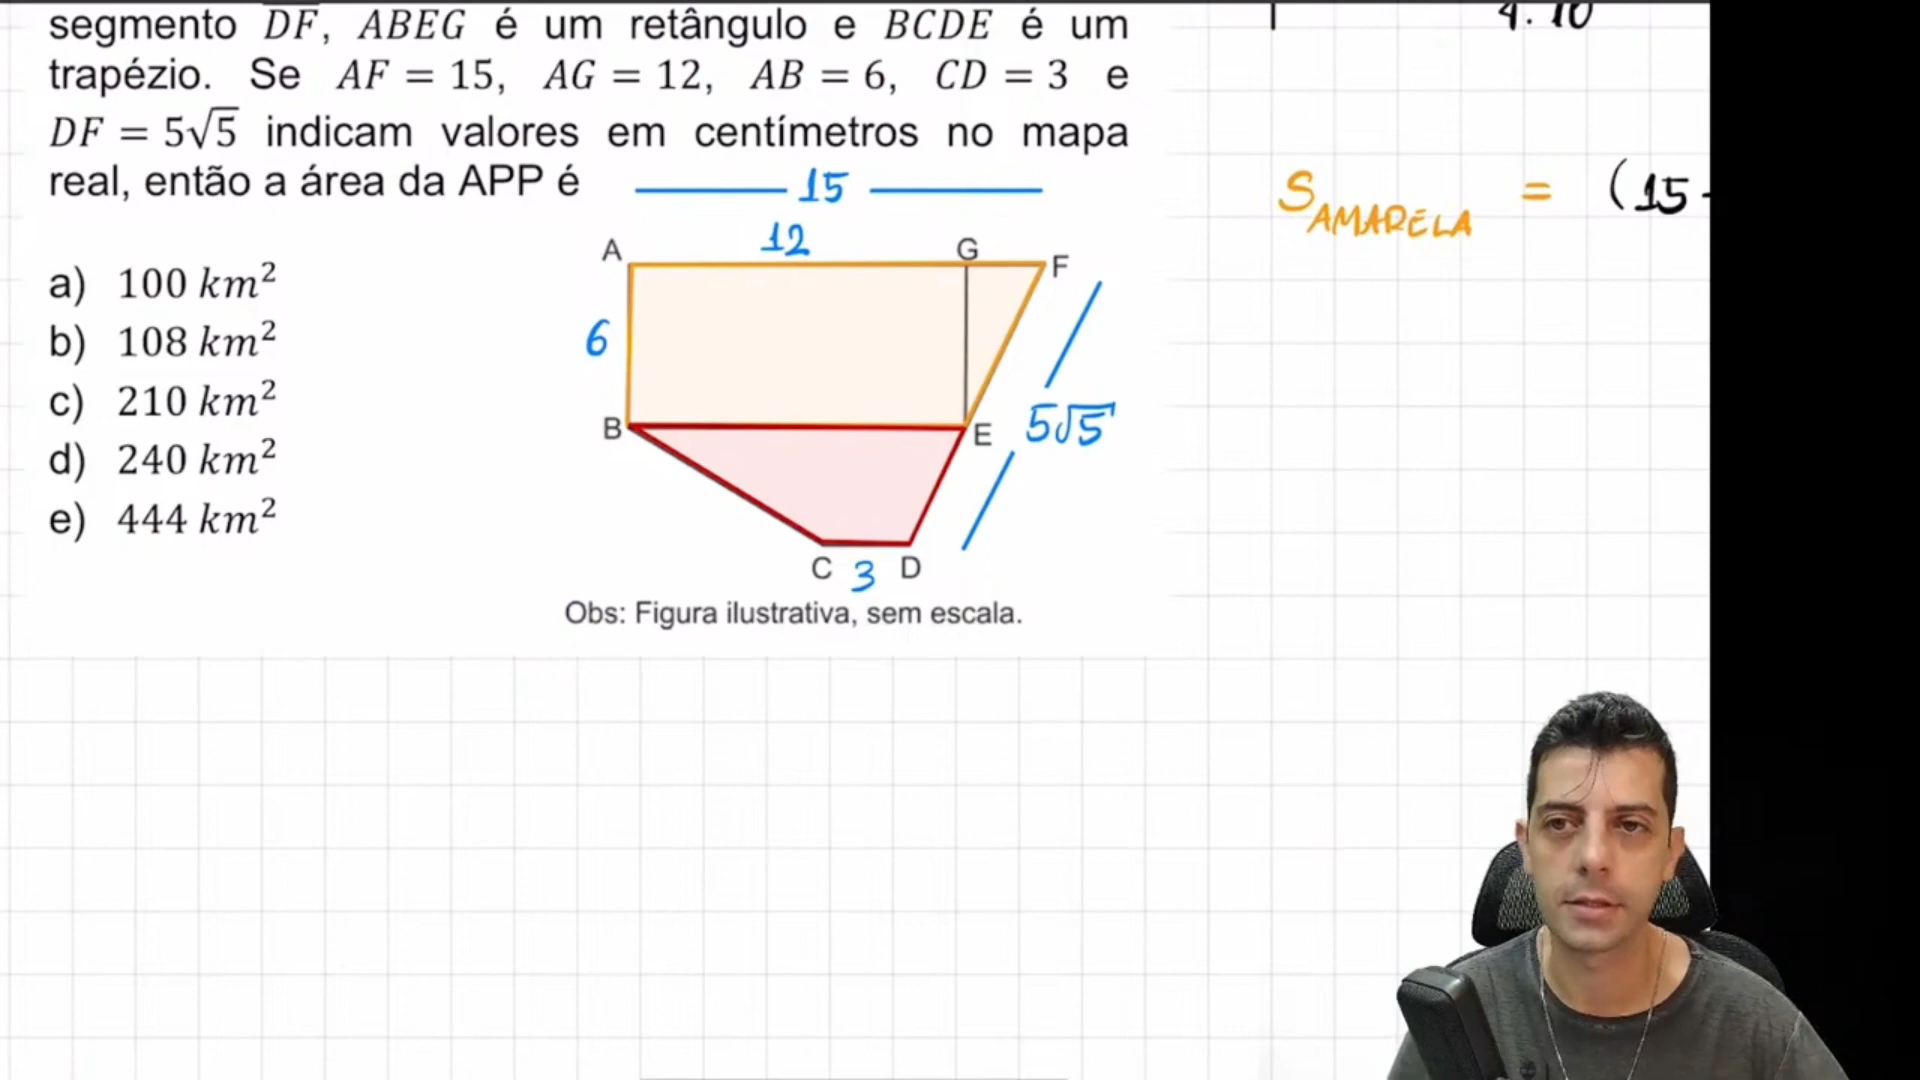 segmento DF, ABEG é um retângulo e BCDE é um
trapézio. Se AF = 15, AG = 12, AB = 6, CD = 3 e
DF = 5√5 indicam valores em centímetros no mapa
real, então a área da APP é
a) 100 km²
b) 108 km²
c) 210 km²
d) 240 km²
e) 444 km²
15
12
A G F
6
B E 5√5
C 3 D
Obs: Figura ilustrativa, sem escala.
S AMARELA = (15